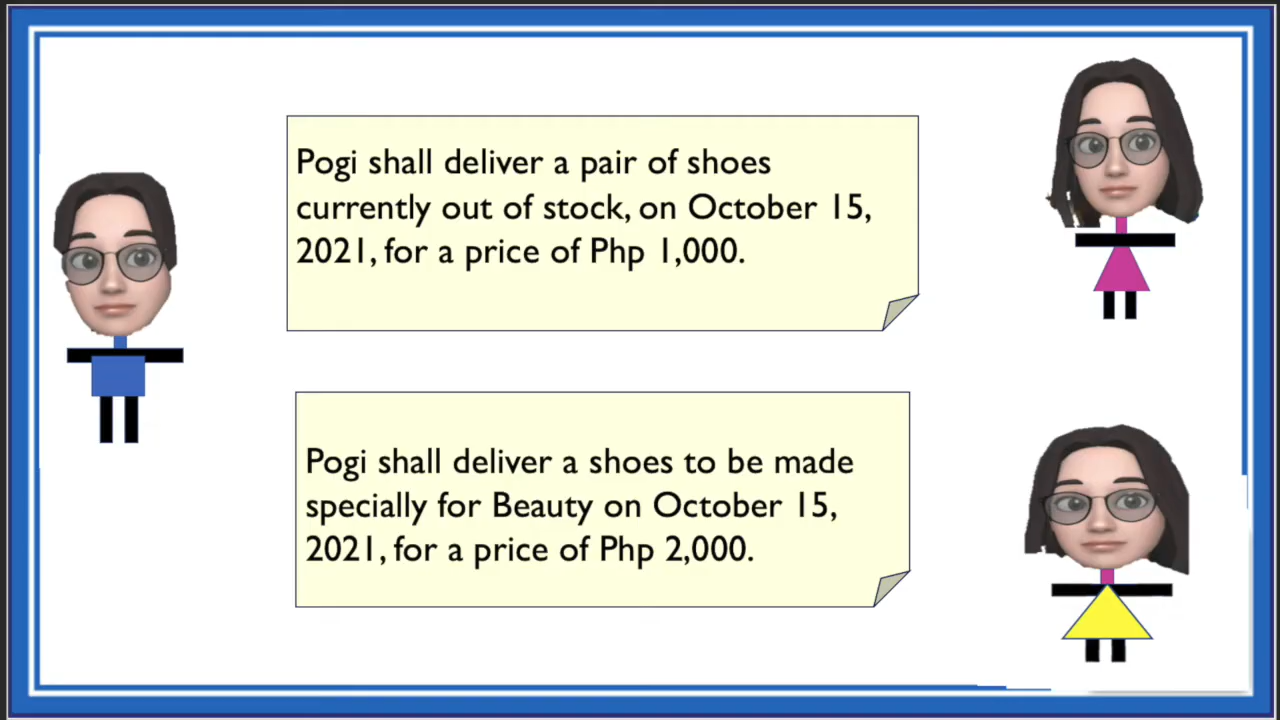 Pogi shall deliver a pair of shoes
currently out of stock, on October 15,
2021, for a price of Php 1,000.
Pogi shall deliver a shoes to be made
specially for Beauty on October 15,
2021, for a price of Php 2,000.